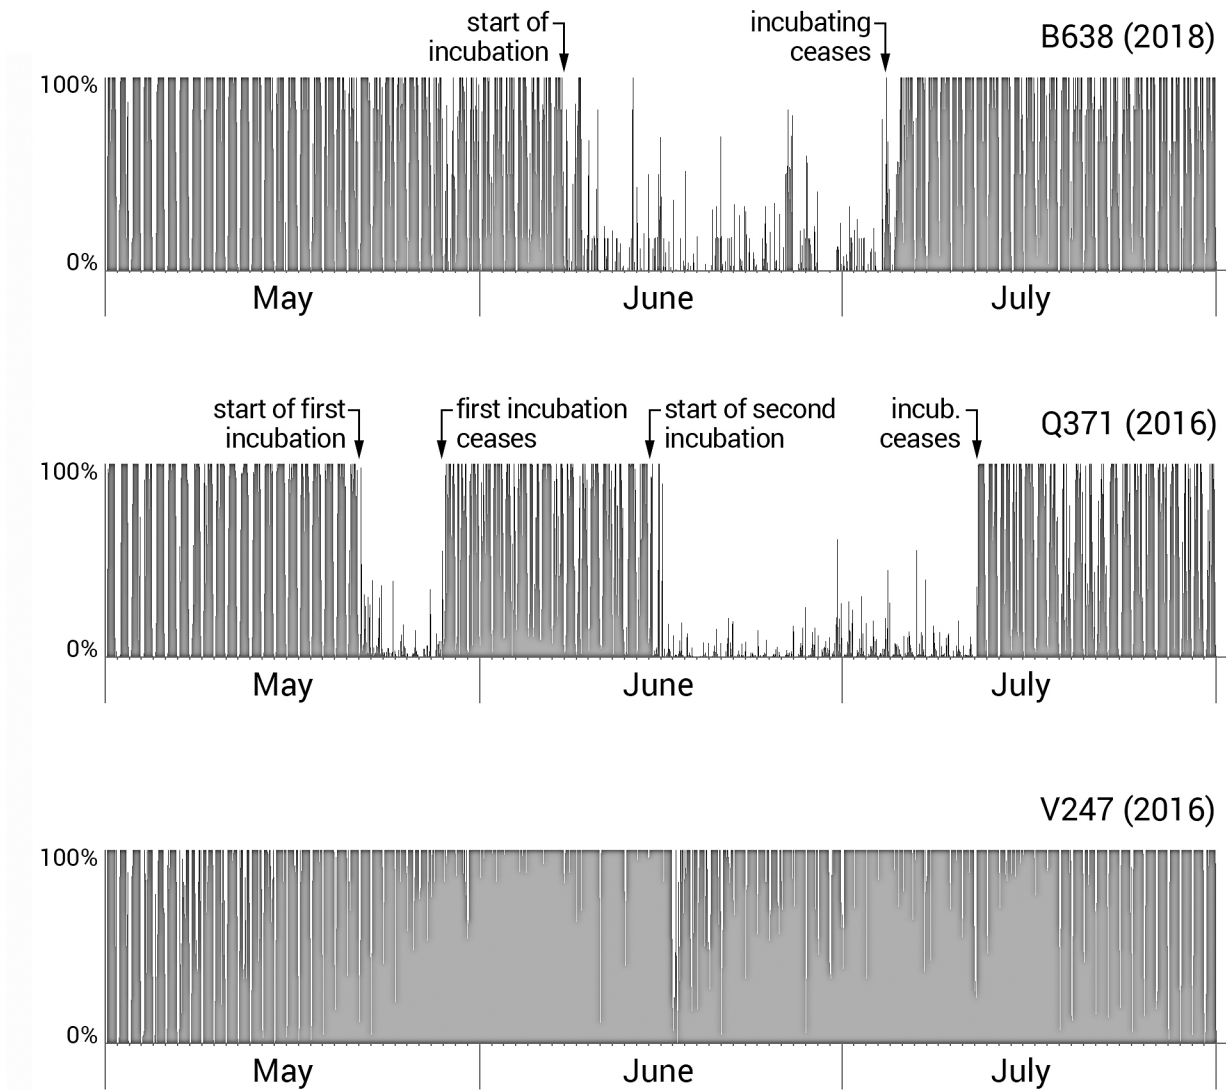 start of
incubation
incubating
ceases
B638 (2018)
100%
0%
May June July
start of first
incubation
first incubation
ceases
start of second
incubation
incub.
ceases
Q371 (2016)
100%
0%
May June July
V247 (2016)
100%
0%
May June July